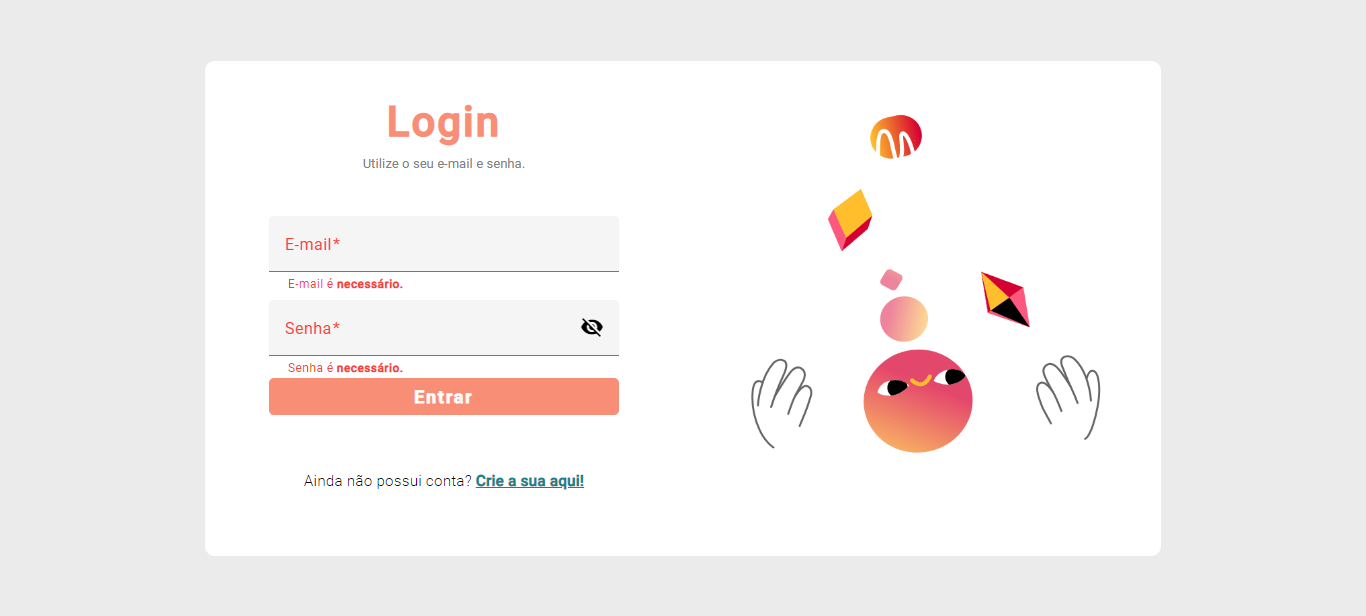 Login
Utilize o seu e-mail e senha.
E-mail*
E-mail é necessário.
Senha*
Senha é necessário.
Entrar
Ainda não possui conta? Crie a sua aqui!